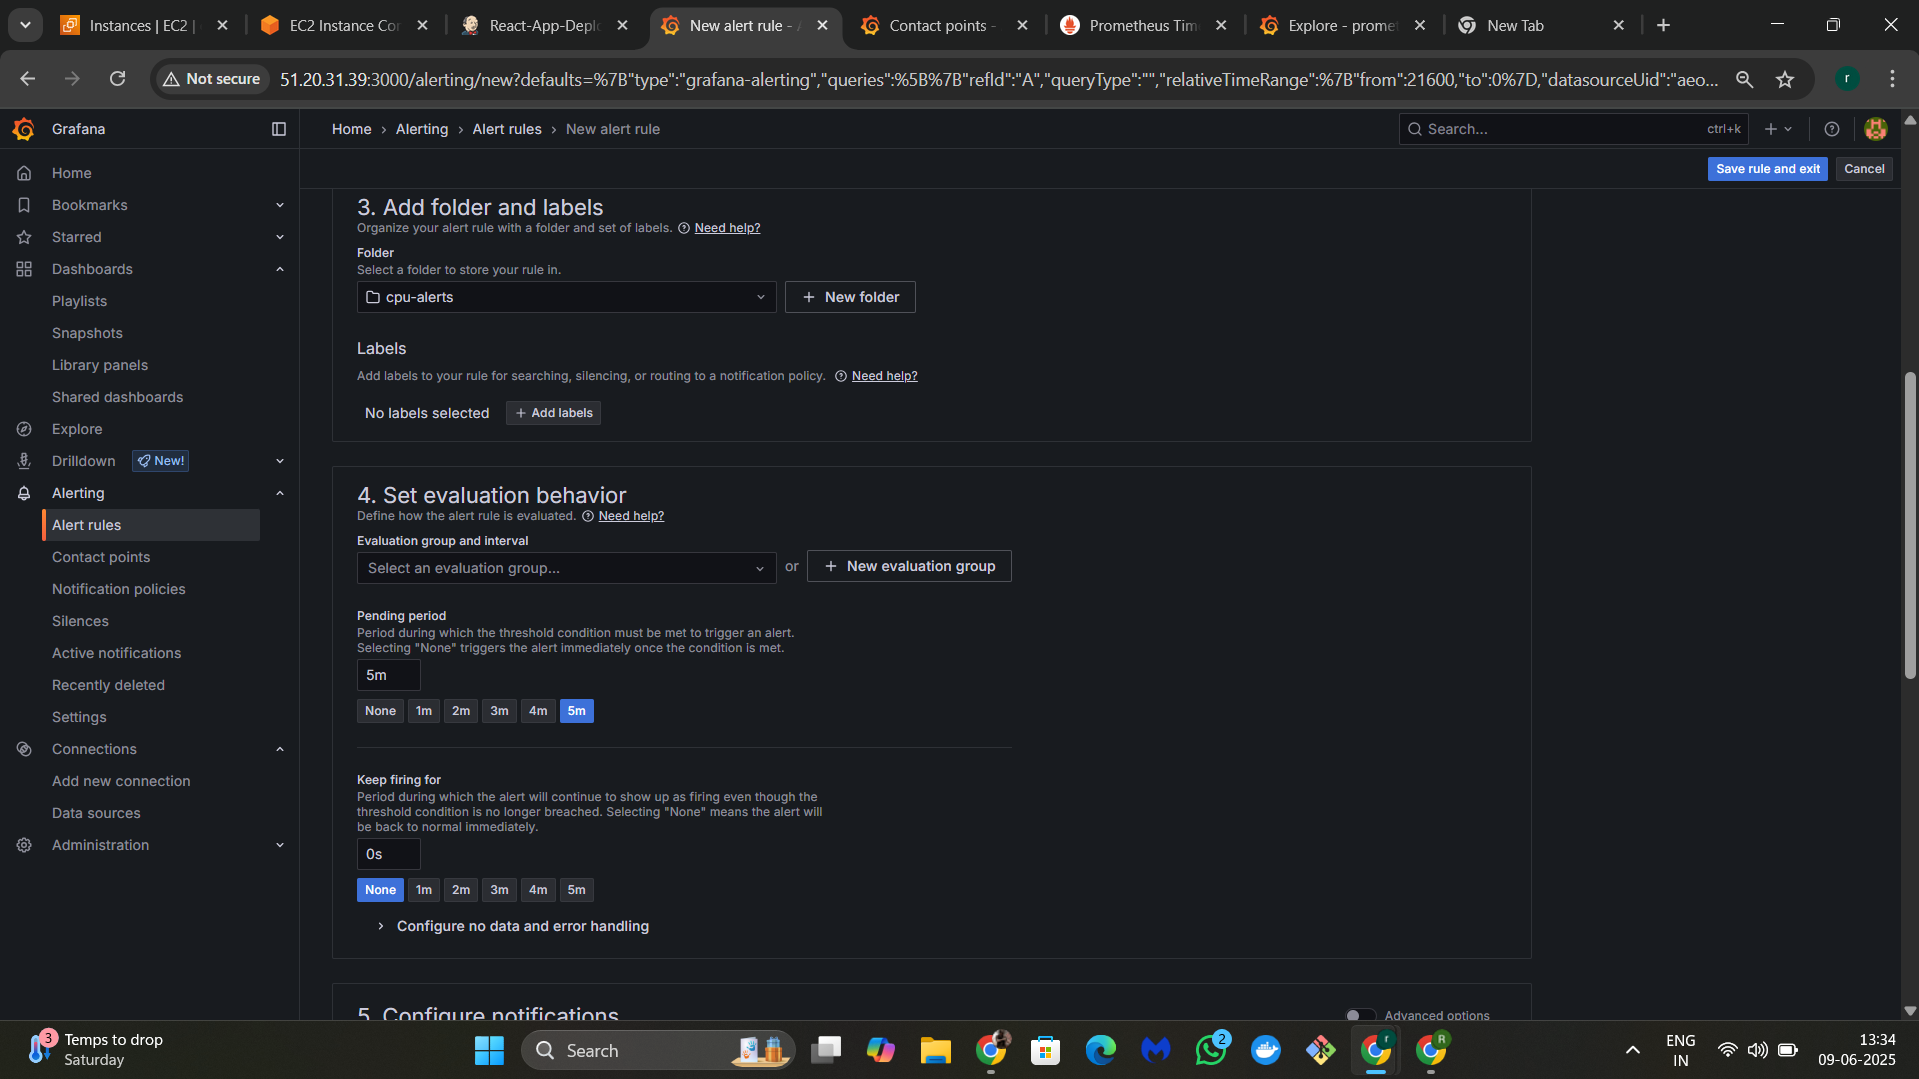 Instances | EC2 |
EC2 Instance Con
React-App-Deplo
New alert rule - A
Contact points -
Prometheus Tim
Explore - promet
New Tab
Not secure
51.20.31.39:3000/alerting/new?defaults=%7B"type":"grafana-alerting","queries":%5B%7B"refId":"A","queryType":"","relativeTimeRange":%7B"from":21600,"to":0%7D,"datasourceUid":"aeo...
r
Grafana
Home › Alerting › Alert rules › New alert rule
Search... ctrl+k
Save rule and exit
Cancel
Home
Bookmarks
Starred
Dashboards
Playlists
Snapshots
Library panels
Shared dashboards
Explore
Drilldown New!
Alerting
Alert rules
Contact points
Notification policies
Silences
Active notifications
Recently deleted
Settings
Connections
Add new connection
Data sources
Administration
3. Add folder and labels
Organize your alert rule with a folder and set of labels. Need help?
Folder
Select a folder to store your rule in.
cpu-alerts
+ New folder
Labels
Add labels to your rule for searching, silencing, or routing to a notification policy. Need help?
No labels selected
+ Add labels
4. Set evaluation behavior
Define how the alert rule is evaluated. Need help?
Evaluation group and interval
Select an evaluation group... or + New evaluation group
Pending period
Period during which the threshold condition must be met to trigger an alert.
Selecting "None" triggers the alert immediately once the condition is met.
5m
None 1m 2m 3m 4m 5m
Keep firing for
Period during which the alert will continue to show up as firing even though the
threshold condition is no longer breached. Selecting "None" means the alert will
be back to normal immediately.
0s
None 1m 2m 3m 4m 5m
Configure no data and error handling
5. Configure notifications
Advanced options
3
Temps to drop
Saturday
Search
2
r
R
ENG
IN
13:34
09-06-2025